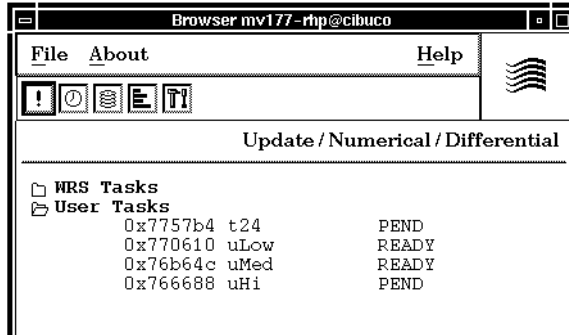 Browser mv177-rhp@cibuco
File About Help
Update / Numerical / Differential
WRS Tasks
User Tasks
0x7757b4 t24 PEND
0x770610 uLow READY
0x76b64c uMed READY
0x766688 uHi PEND